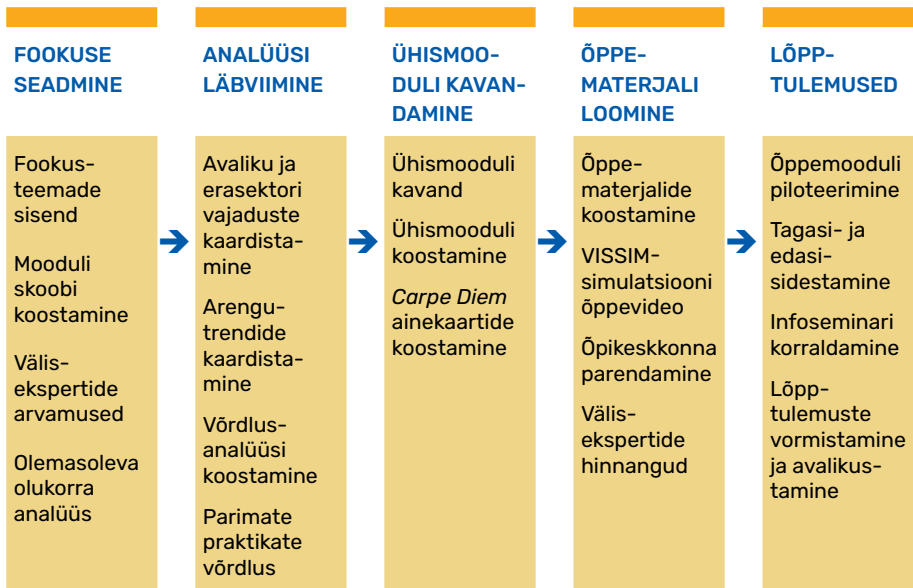 FOOKUSE
SEADMINE
Fookus-
teemade
sisend
Mooduli
skoobi
koostamine
Välis-
ekspertide
arvamused
Olemasoleva
olukorra
analüüs
ANALÜÜSI
LÄBVIIMINE
Avaliku ja
erasektori
vajaduste
kaardista-
mine
Arengu-
trendide
kaardista-
mine
Võrdlus-
analüüsi
koostamine
Parimate
praktikate
võrdlus
ÜHISMOO-
DULI KAVAN-
DAMINE
Ühismooduli
kavand
Ühismooduli
koostamine
Carpe Diem
ainekaartide
koostamine
ÕPPE-
MATERJALI
LOOMINE
Õppe-
materjalide
koostamine
VISSIM-
simulatsiooni
õppevideo
Õpikeskkonna
parendamine
Välis-
ekspertide
hinnangud
LÕPP-
TULEMUSED
Õppemooduli
piloteerimine
Tagasi- ja
edasi-
sidestamine
Infoseminari
korraldamine
Lõpp-
tulemuste
vormistamine
ja avalikus-
tamine